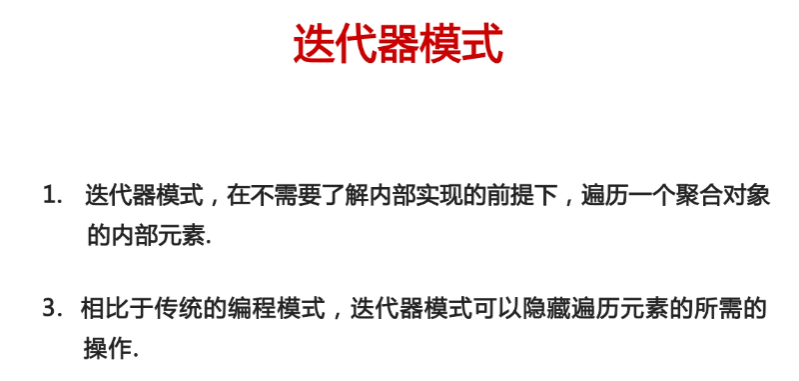 迭代器模式
1. 迭代器模式，在不需要了解内部实现的前提下，遍历一个聚合对象
的内部元素.
3. 相比于传统的编程模式，迭代器模式可以隐藏遍历元素的所需的
操作.